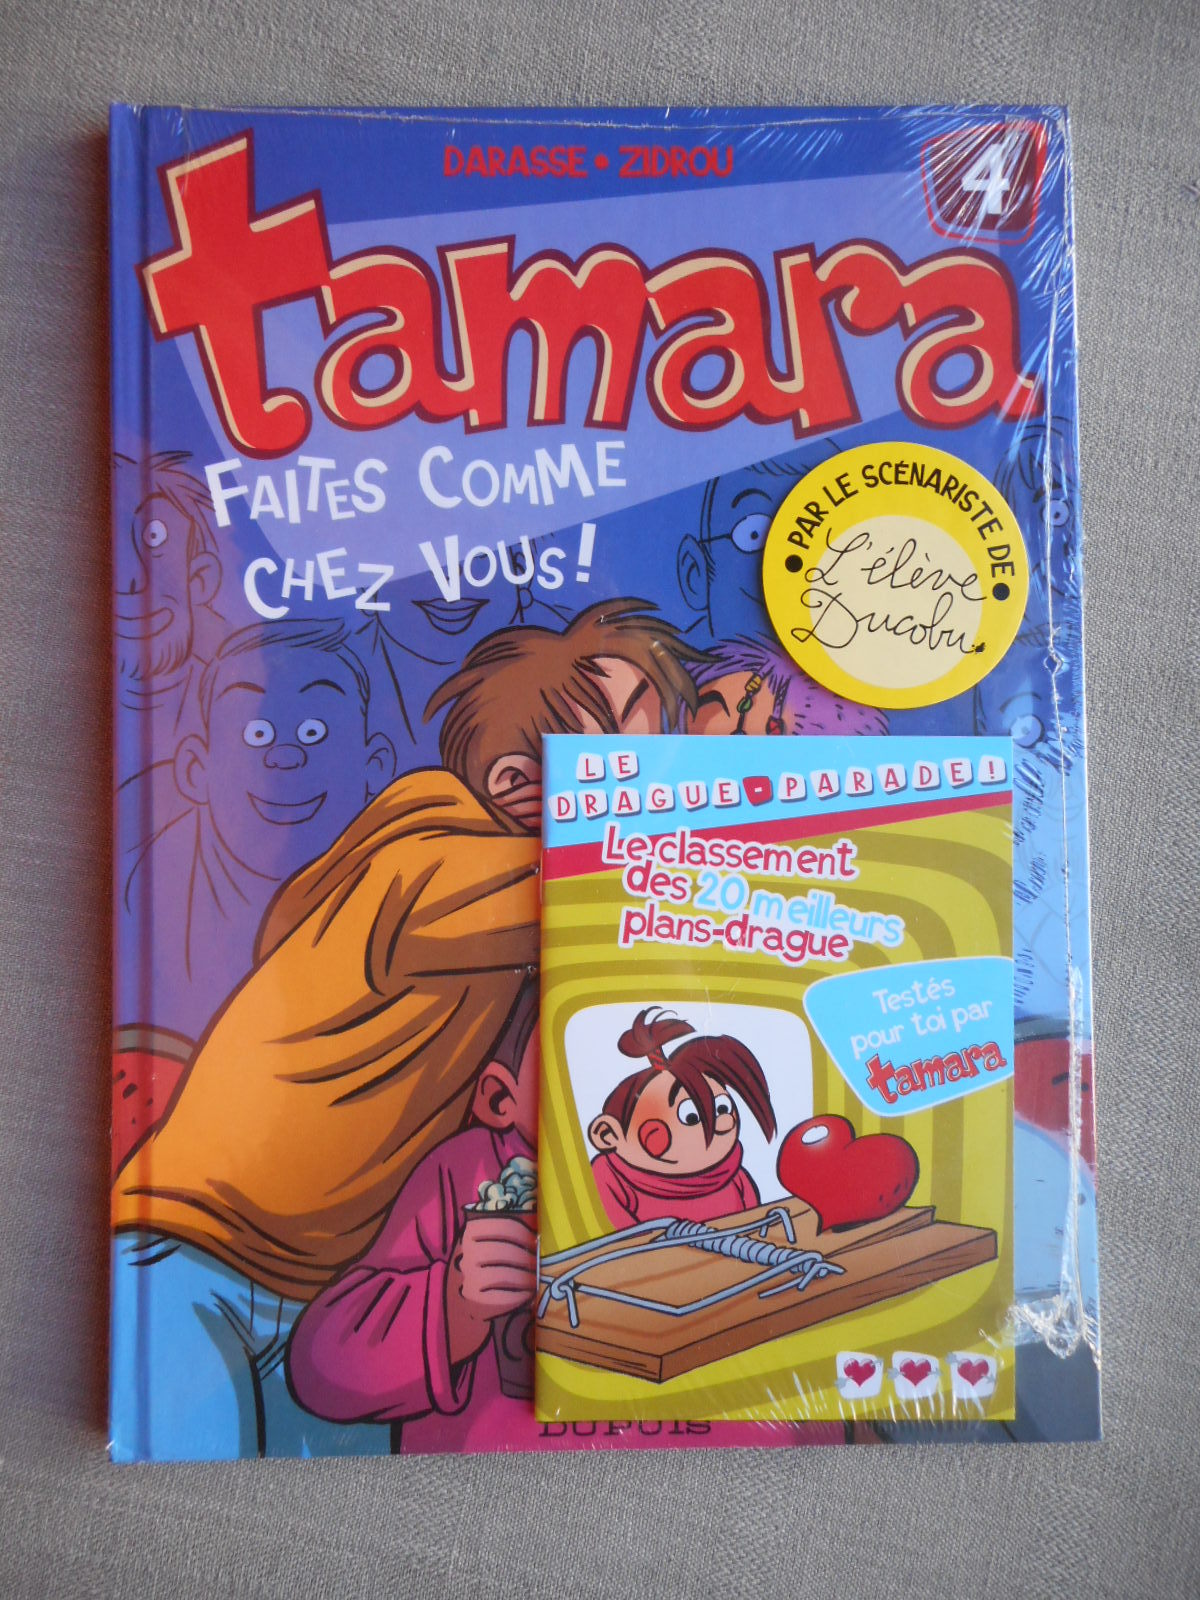 DARASSE • ZIDROU
4
tamara
FAITES COMME
CHEZ VOUS!
• PAR LE SCÉNARISTE DE •
L'élève
Ducobu
LE
DRAGUE-PARADE!
Le classement
des 20 meilleurs
plans-drague
Testés
pour toi par
tamara
DUPUIS